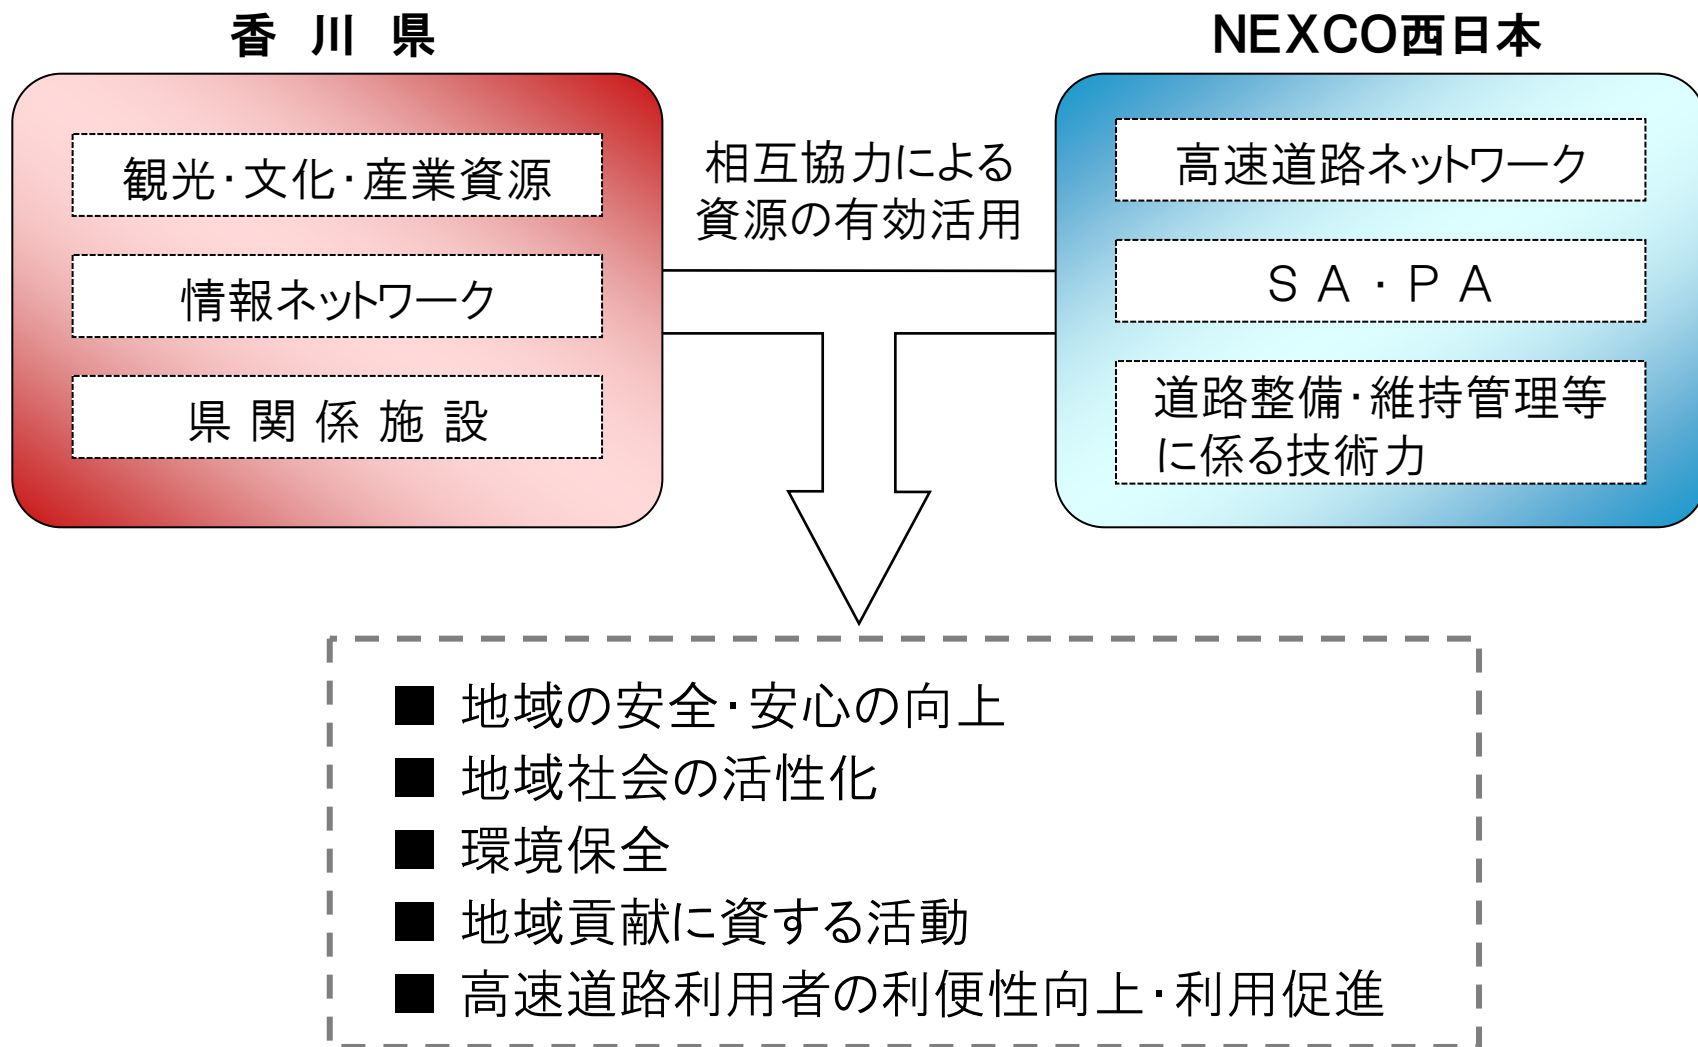 香川県
NEXCO西日本
観光・文化・産業資源
情報ネットワーク
県関係施設
相互協力による
資源の有効活用
高速道路ネットワーク
SA・PA
道路整備・維持管理等
に係る技術力
■ 地域の安全・安心の向上
■ 地域社会の活性化
■ 環境保全
■ 地域貢献に資する活動
■ 高速道路利用者の利便性向上・利用促進